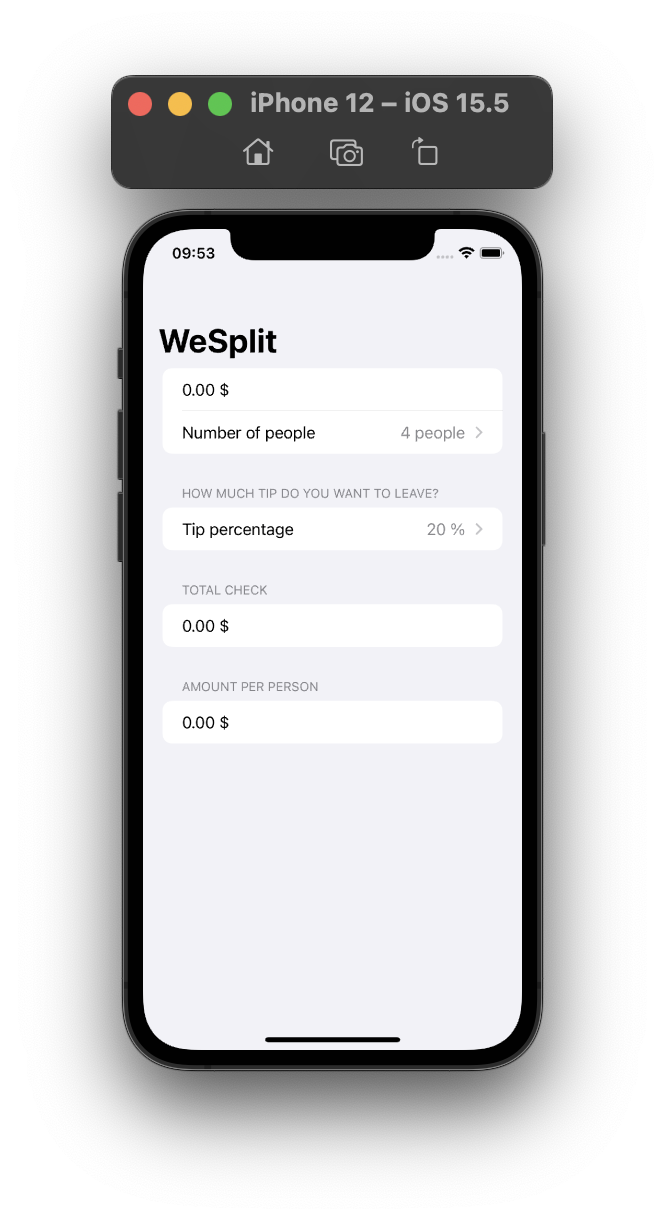 iPhone 12 – iOS 15.5
09:53
WeSplit
0.00 $
Number of people 4 people
HOW MUCH TIP DO YOU WANT TO LEAVE?
Tip percentage 20 %
TOTAL CHECK
0.00 $
AMOUNT PER PERSON
0.00 $